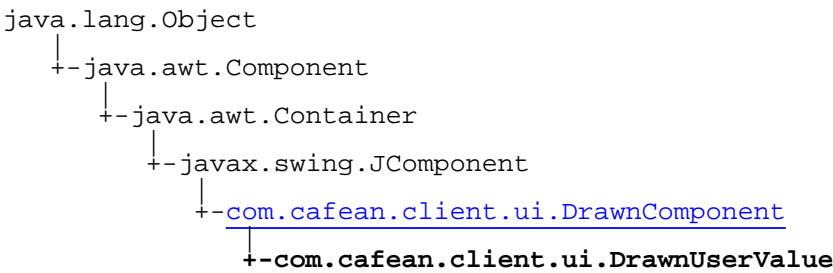 java.lang.Object
|
+-java.awt.Component
|
+-java.awt.Container
|
+-javax.swing.JComponent
|
+-com.cafean.client.ui.DrawnComponent
|
+-com.cafean.client.ui.DrawnUserValue